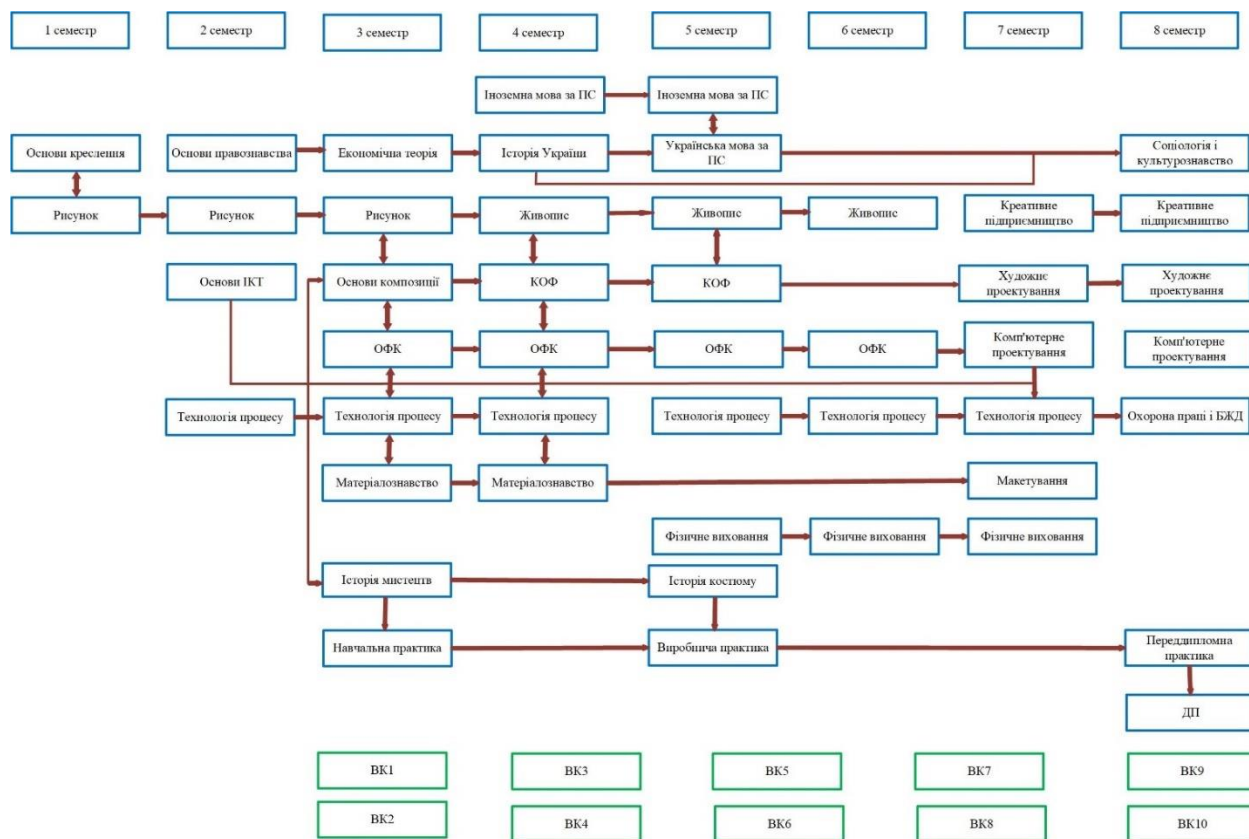 1 семестр
2 семестр
3 семестр
4 семестр
5 семестр
6 семестр
7 семестр
8 семестр
Іноземна мова за ПС
Іноземна мова за ПС
Основи креслення
Основи правознавства
Економічна теорія
Історія України
Українська мова за
ПС
Соціологія і
культурознавство
Рисунок
Рисунок
Рисунок
Живопис
Живопис
Живопис
Креативне
підприємництво
Креативне
підприємництво
Основи ІКТ
Основи композиції
КОФ
КОФ
Художнє
проектування
Художнє
проектування
ОФК
ОФК
ОФК
ОФК
Комп'ютерне
проектування
Комп'ютерне
проектування
Технологія процесу
Технологія процесу
Технологія процесу
Технологія процесу
Технологія процесу
Технологія процесу
Охорона праці і БЖД
Матеріалознавство
Матеріалознавство
Макетування
Фізичне виховання
Фізичне виховання
Фізичне виховання
Історія мистецтв
Історія костюму
Навчальна практика
Виробнича практика
Переддипломна
практика
ДП
ВК1
ВК3
ВК5
ВК7
ВК9
ВК2
ВК4
ВК6
ВК8
ВК10